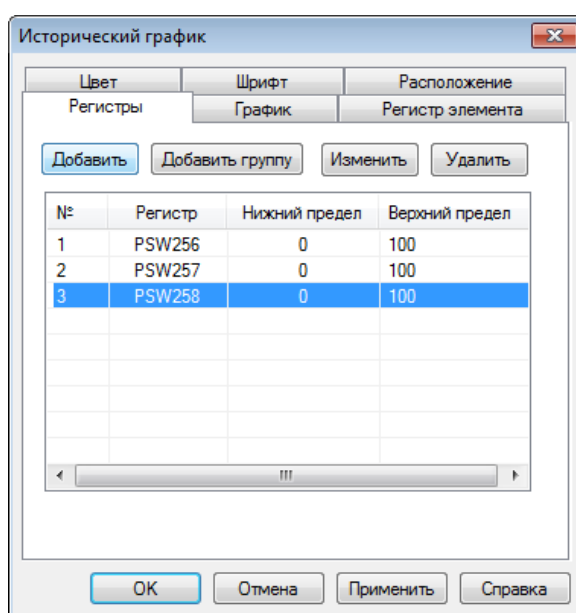 Исторический график
Цвет Шрифт Расположение
Регистры График Регистр элемента
Добавить Добавить группу Изменить Удалить
№ Регистр Нижний предел Верхний предел
1 PSW256 0 100
2 PSW257 0 100
3 PSW258 0 100
OK Отмена Применить Справка